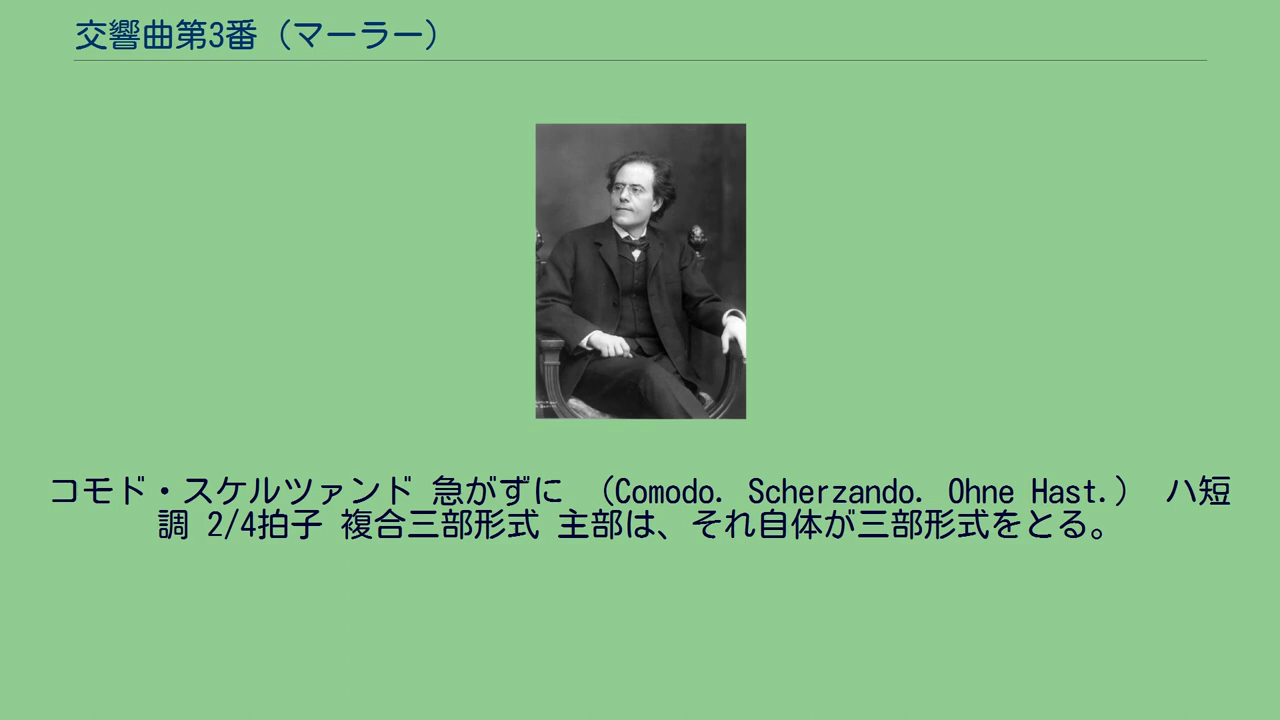 交響曲第3番（マーラー）
コモド・スケルツァンド 急がずに （Comodo. Scherzando. Ohne Hast.） ハ短
調 2/4拍子 複合三部形式 主部は、それ自体が三部形式をとる。